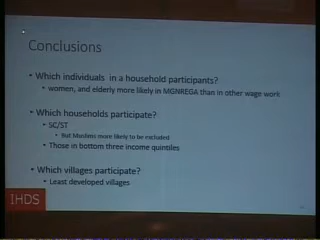 Conclusions
• Which individuals in a household participants?
• women, and elderly more likely in MGNREGA than in other wage work
• Which households participate?
• SC/ST
• But Muslims more likely to be excluded
• Those in bottom three income quintiles
• Which villages participate?
• Least developed villages
IHDS